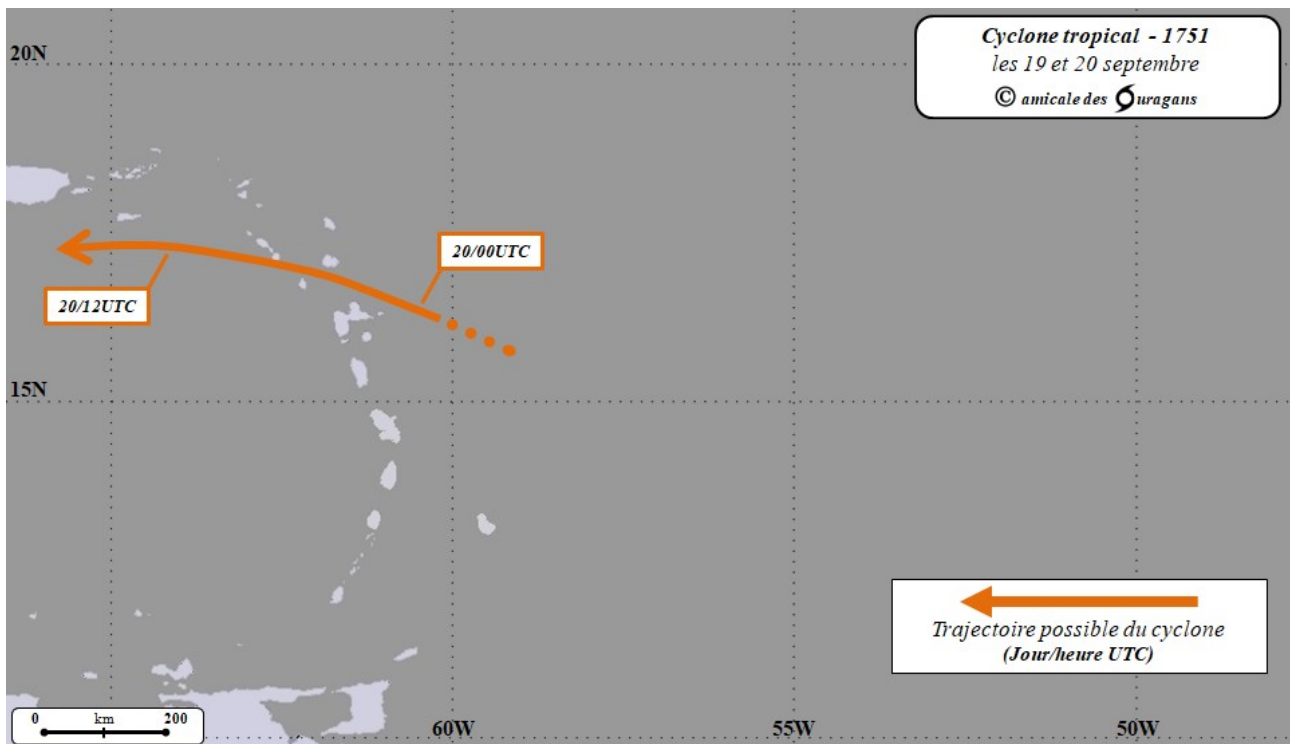 20N
Cyclone tropical - 1751
les 19 et 20 septembre
© amicale des Ouragans
20/00UTC
20/12UTC
15N
Trajectoire possible du cyclone
(Jour/heure UTC)
0 km 200
60W 55W 50W